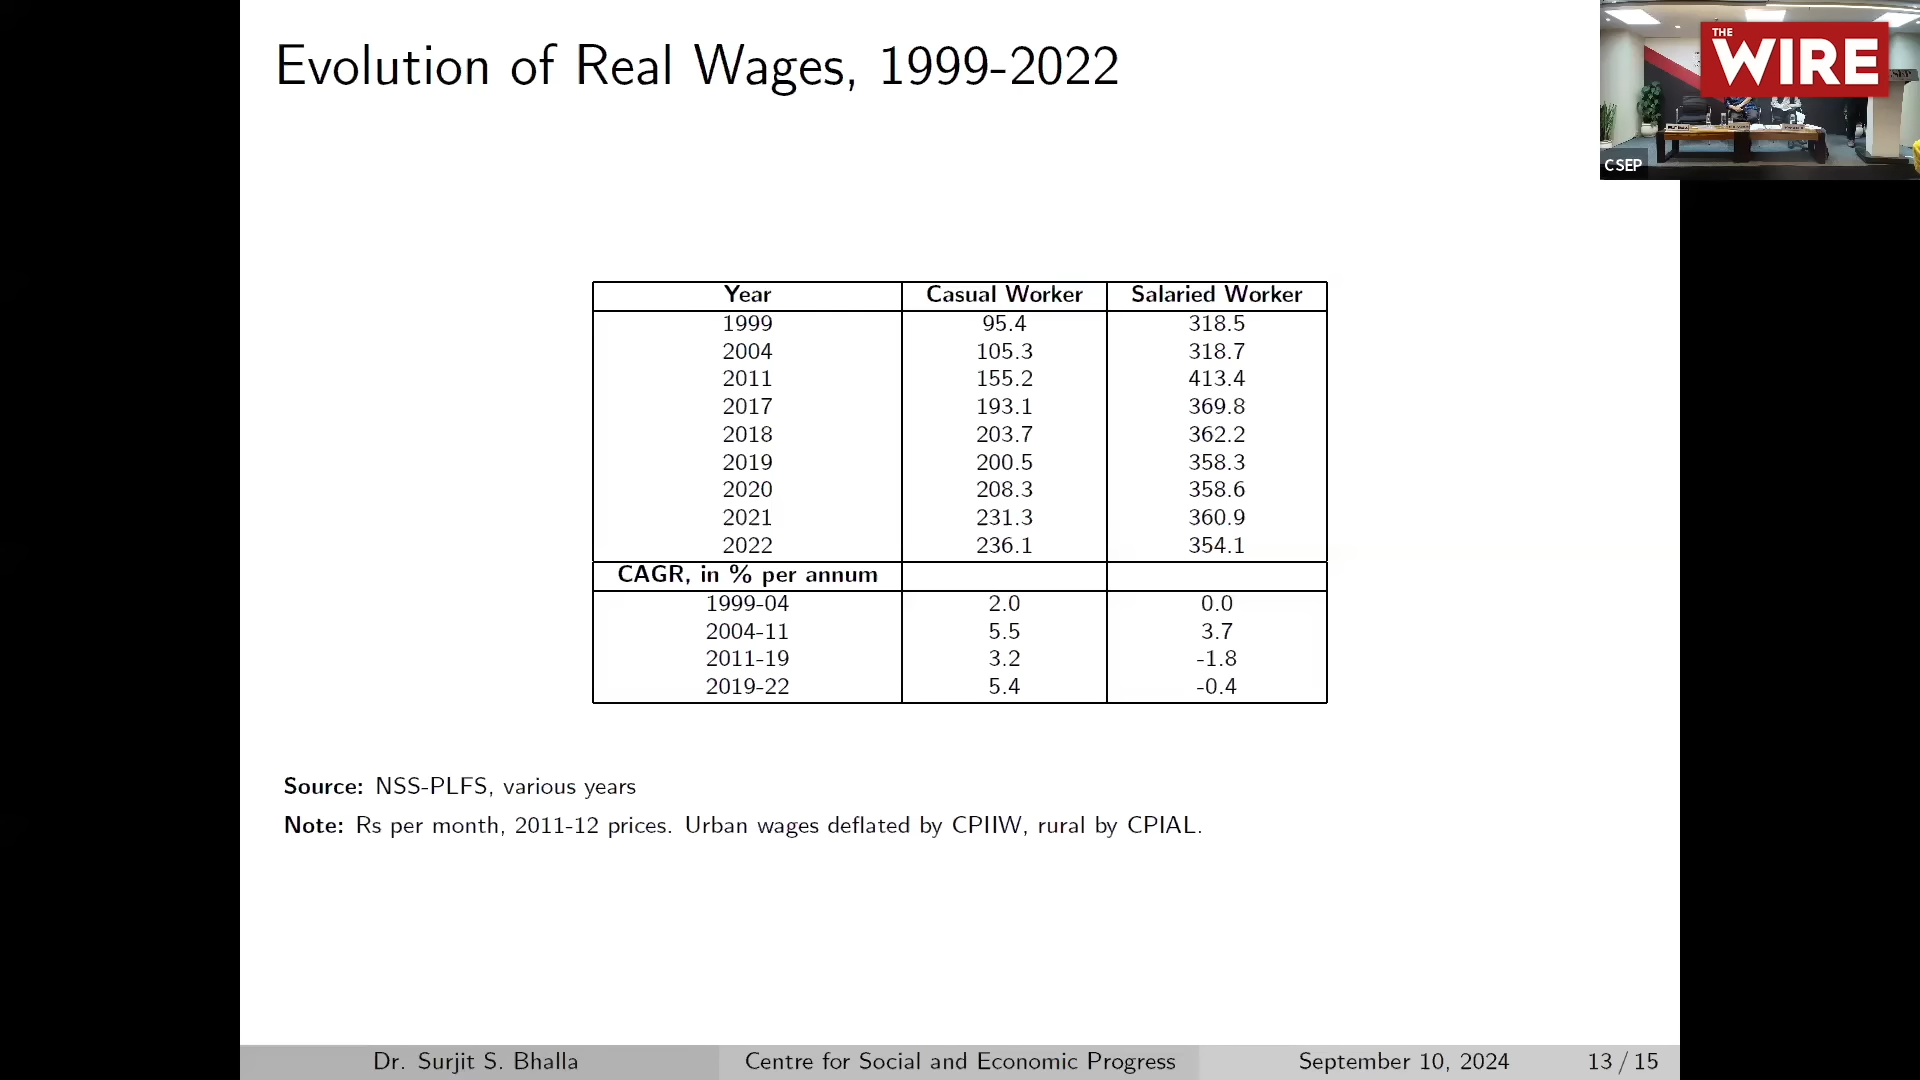 Evolution of Real Wages, 1999-2022
THE
WIRE
CSEP
Year Casual Worker Salaried Worker
1999 95.4 318.5
2004 105.3 318.7
2011 155.2 413.4
2017 193.1 369.8
2018 203.7 362.2
2019 200.5 358.3
2020 208.3 358.6
2021 231.3 360.9
2022 236.1 354.1
CAGR, in % per annum
1999-04 2.0 0.0
2004-11 5.5 3.7
2011-19 3.2 -1.8
2019-22 5.4 -0.4
Source: NSS-PLFS, various years
Note: Rs per month, 2011-12 prices. Urban wages deflated by CPIIW, rural by CPIAL.
Dr. Surjit S. Bhalla Centre for Social and Economic Progress September 10, 2024 13 / 15